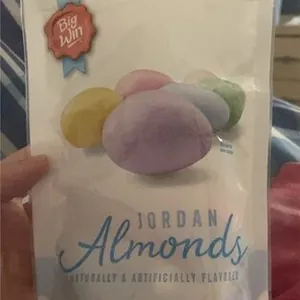 Big
Win
JORDAN
Almonds
NATURALLY & ARTIFICIALLY FLAVORED